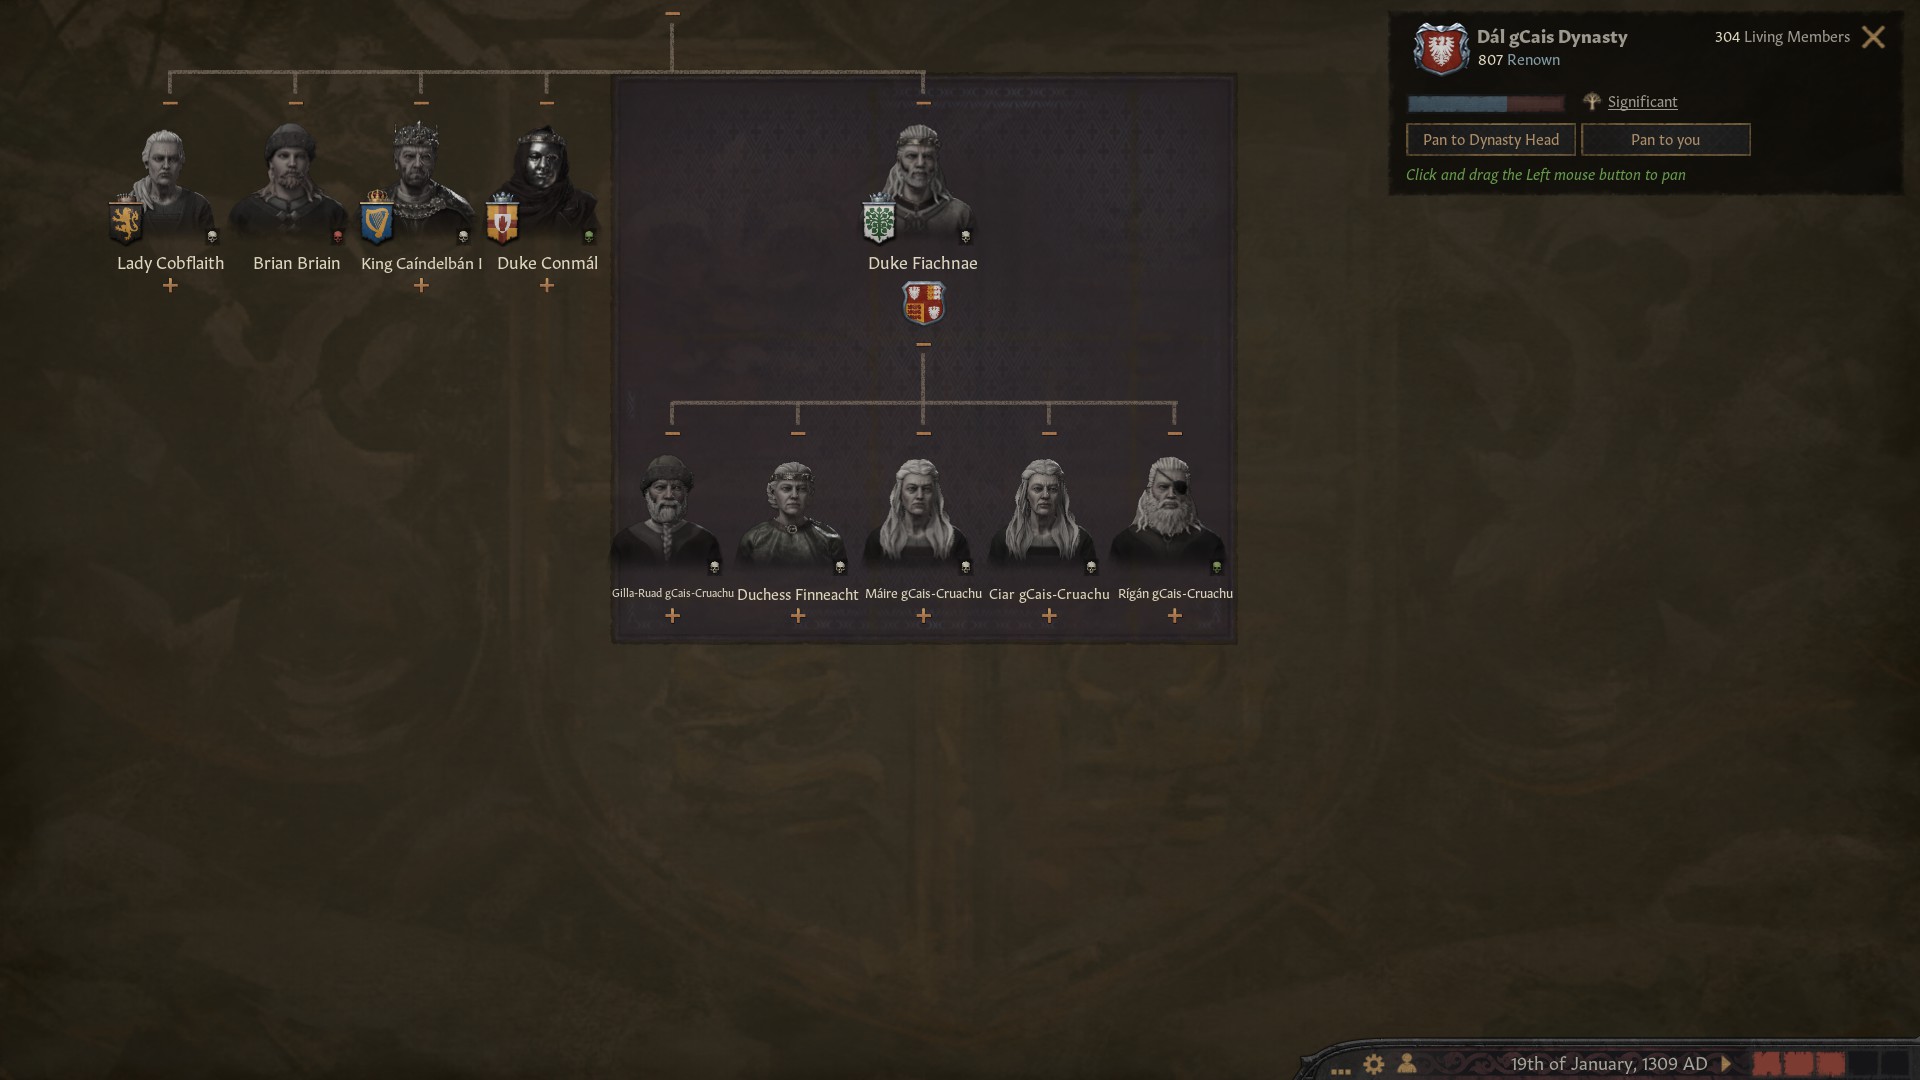 Dál gCais Dynasty
304 Living Members
807 Renown
Significant
Pan to Dynasty Head
Pan to you
Click and drag the Left mouse button to pan
Lady Cobflaith
Brian Briain
King Caíndelbán I
Duke Conmál
Duke Fiachnae
Gilla-Ruad gCais-Cruachu
Duchess Finneacht
Máire gCais-Cruachu
Ciar gCais-Cruachu
Rígán gCais-Cruachu
...
19th of January, 1309 AD